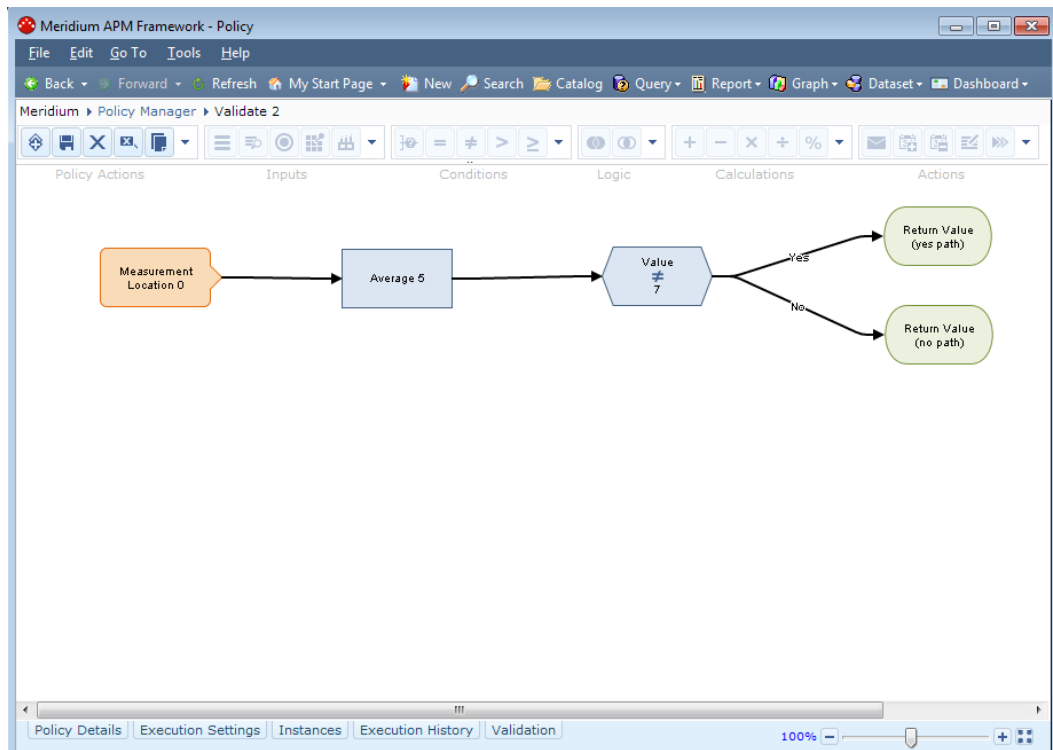 Meridium APM Framework - Policy
File Edit Go To Tools Help
Back Forward Refresh My Start Page New Search Catalog Query Report Graph Dataset Dashboard
Meridium Policy Manager Validate 2
= ≠ > ≥ + − × ÷ %
Policy Actions Inputs Conditions Logic Calculations Actions
Measurement
Location 0
Average 5
Value
≠
7
Yes
No
Return Value
(yes path)
Return Value
(no path)
Policy Details Execution Settings Instances Execution History Validation
100%